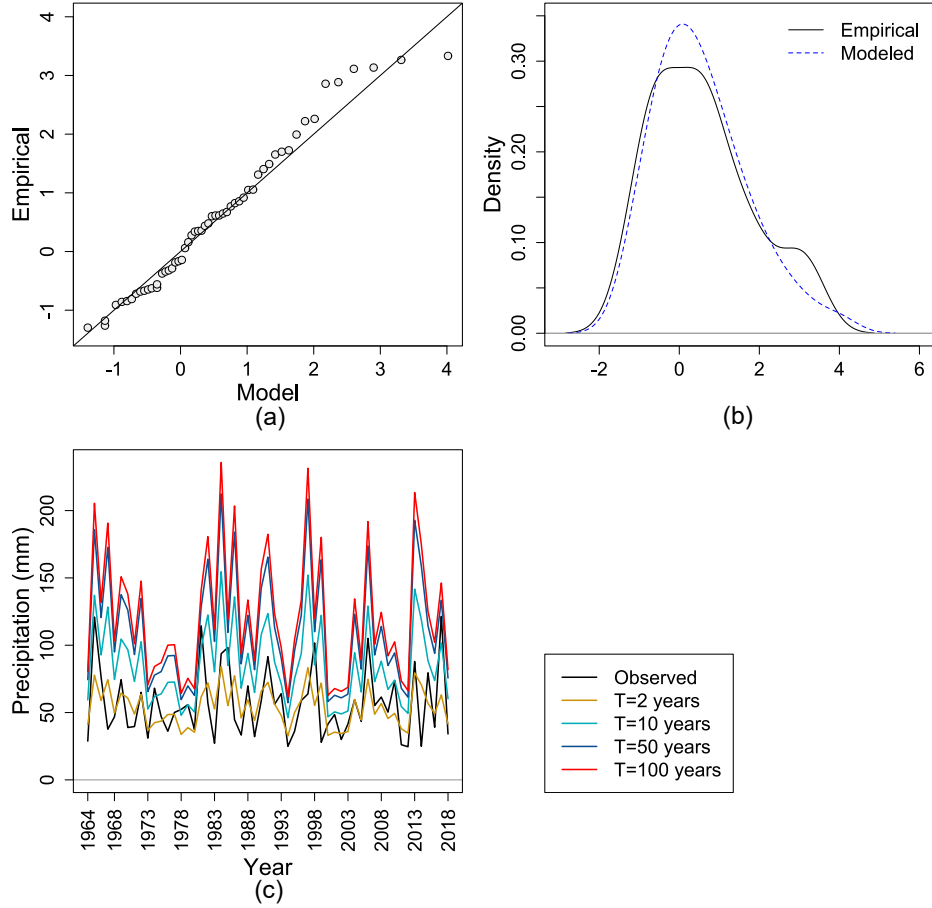 4
3
2
1
0
-1
Empirical
-1 0 1 2 3 4
Model
(a)
0.30
0.20
0.10
0.00
Density
Empirical
Modeled
-2 0 2 4 6
(b)
200
150
100
50
0
Precipitation (mm)
1964 1968 1973 1978 1983 1988 1993 1998 2003 2008 2013 2018
Year
(c)
Observed
T=2 years
T=10 years
T=50 years
T=100 years